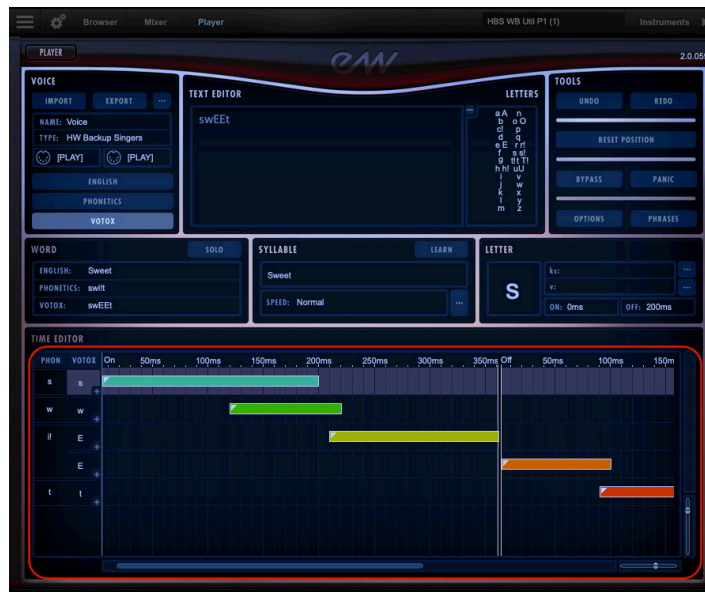 Browser Mixer Player HBS WB Util P1 (1) Instruments
PLAYER
eaw
2.0.05
VOICE
IMPORT EXPORT ...
NAME: Voice
TYPE: HW Backup Singers
[PLAY] [PLAY]
ENGLISH
PHONETICS
VOTOX
TEXT EDITOR LETTERS
swEEt
a A n
b o O
c! p
d q
e E r r!
f s s!
g t!t T!
h h! u U
i v
j w
k x
l y
m z
TOOLS
UNDO REDO
RESET POSITION
BYPASS PANIC
OPTIONS PHRASES
WORD SOLO
ENGLISH: Sweet
PHONETICS: swi!t
VOTOX: swEEt
SYLLABLE LEARN
Sweet
SPEED: Normal ...
LETTER
S
ks: ...
v: ...
ON: 0ms OFF: 200ms
TIME EDITOR
PHON VOTOX On 50ms 100ms 150ms 200ms 250ms 300ms 350ms Off 50ms 100ms 150m
s s
w w
i! E
E
t t